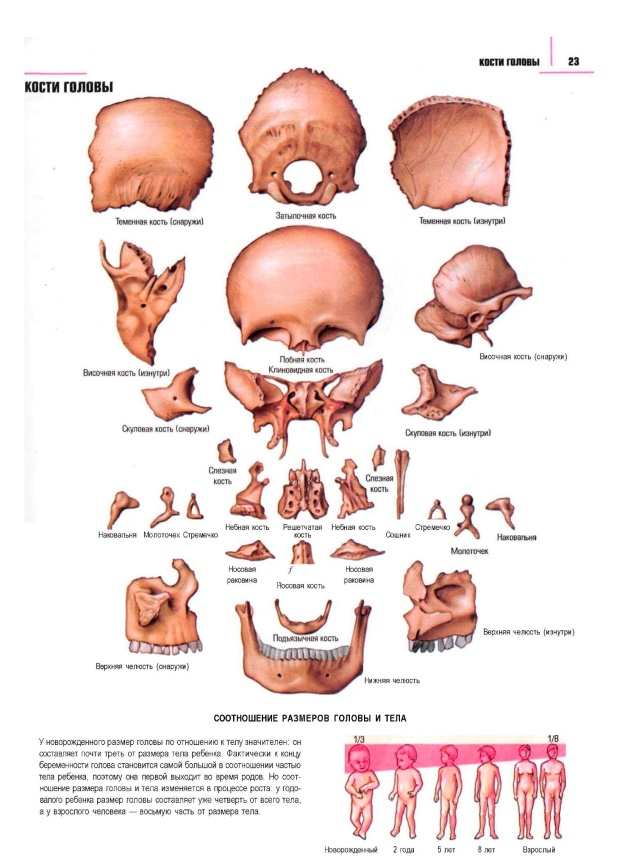 КОСТИ ГОЛОВЫ 23
КОСТИ ГОЛОВЫ
Теменная кость (снаружи)
Затылочная кость
Теменная кость (изнутри)
Височная кость (изнутри)
Лобная кость
Височная кость (снаружи)
Клиновидная кость
Скуловая кость (снаружи)
Скуловая кость (изнутри)
Слезная
кость
Слезная
кость
Наковальня Молоточек Стремечко
Небная кость
Решетчатая
кость
Небная кость
Сошник
Стремечко
Молоточек
Наковальня
Носовая
раковина
Носовая кость
Носовая
раковина
Верхняя челюсть (снаружи)
Подъязычная кость
Нижняя челюсть
Верхняя челюсть (изнутри)
СООТНОШЕНИЕ РАЗМЕРОВ ГОЛОВЫ И ТЕЛА
У новорожденного размер головы по отношению к телу значителен: он
составляет почти треть от размера тела ребенка. Фактически к концу
беременности голова становится самой большой в соотношении частью
тела ребенка, поэтому она первой выходит во время родов. Но соот-
ношение размера головы и тела изменяется в процессе роста: у годо-
валого ребенка размер головы составляет уже четверть от всего тела,
а у взрослого человека — восьмую часть от размера тела.
1/3 1/8
Новорожденный 2 года 5 лет 8 лет Взрослый